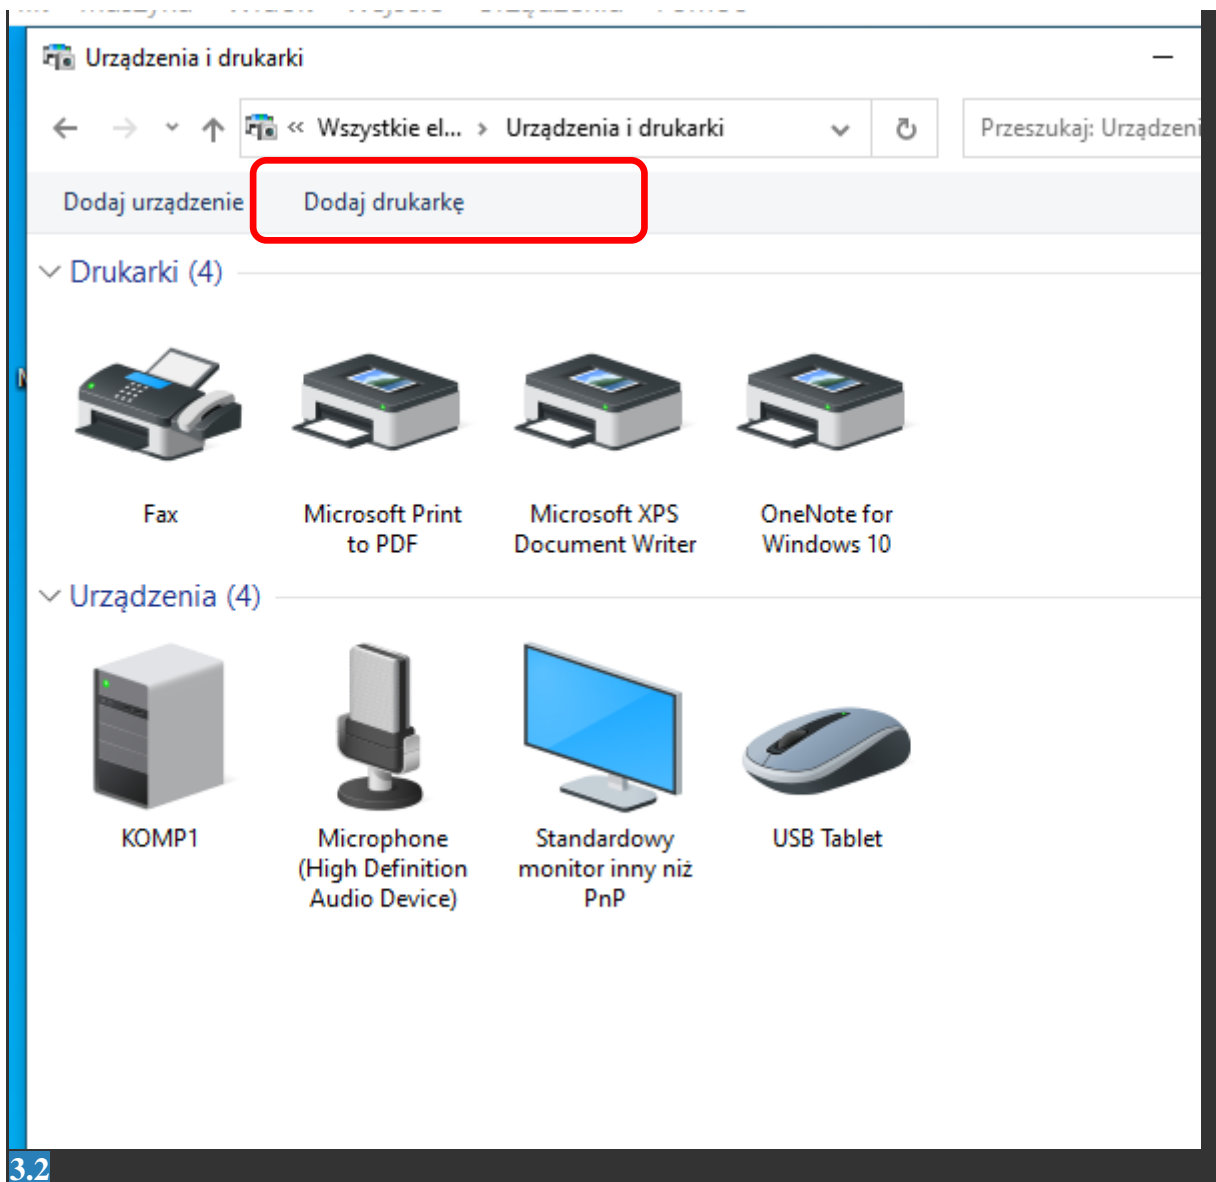 Urządzenia i drukarki
« Wszystkie el... > Urządzenia i drukarki
Przeszukaj: Urządzeni
Dodaj urządzenie Dodaj drukarkę
Drukarki (4)
Fax
Microsoft Print
to PDF
Microsoft XPS
Document Writer
OneNote for
Windows 10
Urządzenia (4)
KOMP1
Microphone
(High Definition
Audio Device)
Standardowy
monitor inny niż
PnP
USB Tablet
3.2